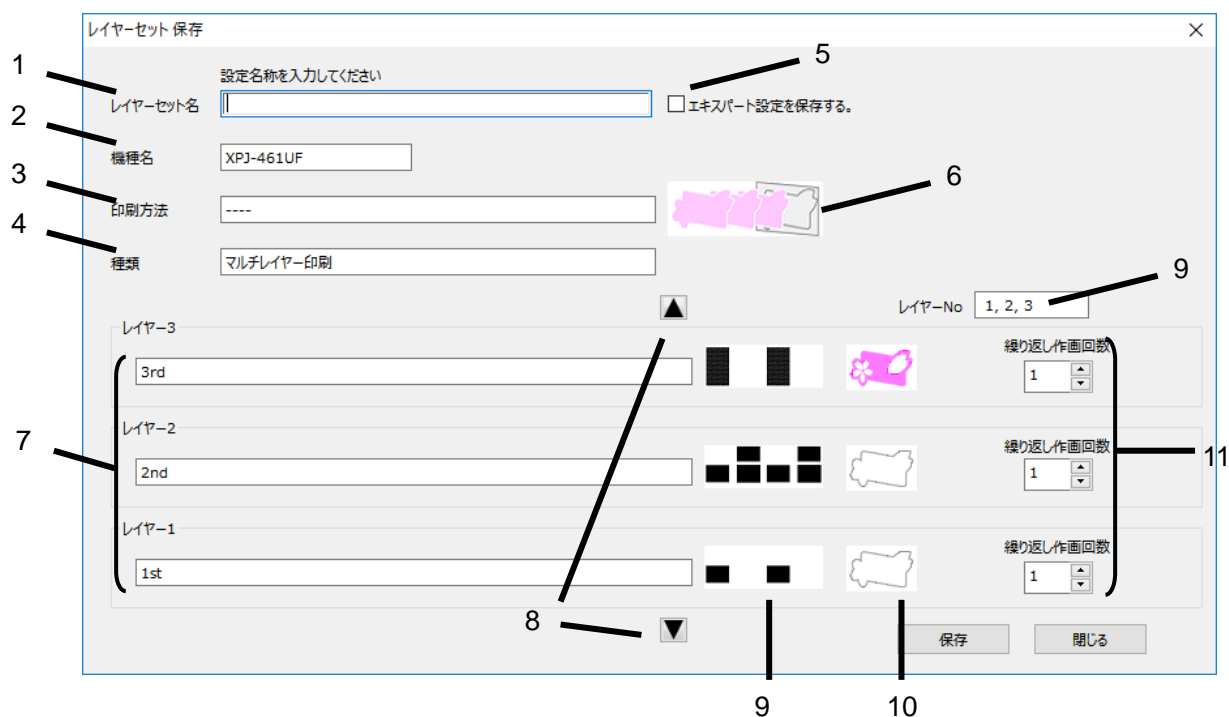 レイヤーセット 保存
1
設定名称を入力してください
5
レイヤーセット名
エキスパート設定を保存する。
2
機種名 XPJ-461UF
3
印刷方法 ----
6
4
種類 マルチレイヤー印刷
▲
レイヤーNo 1, 2, 3
9
レイヤー3
3rd
繰り返し作画回数
1
7
レイヤー2
2nd
繰り返し作画回数
1
11
レイヤー1
1st
繰り返し作画回数
1
8
▼
保存 閉じる
9 10